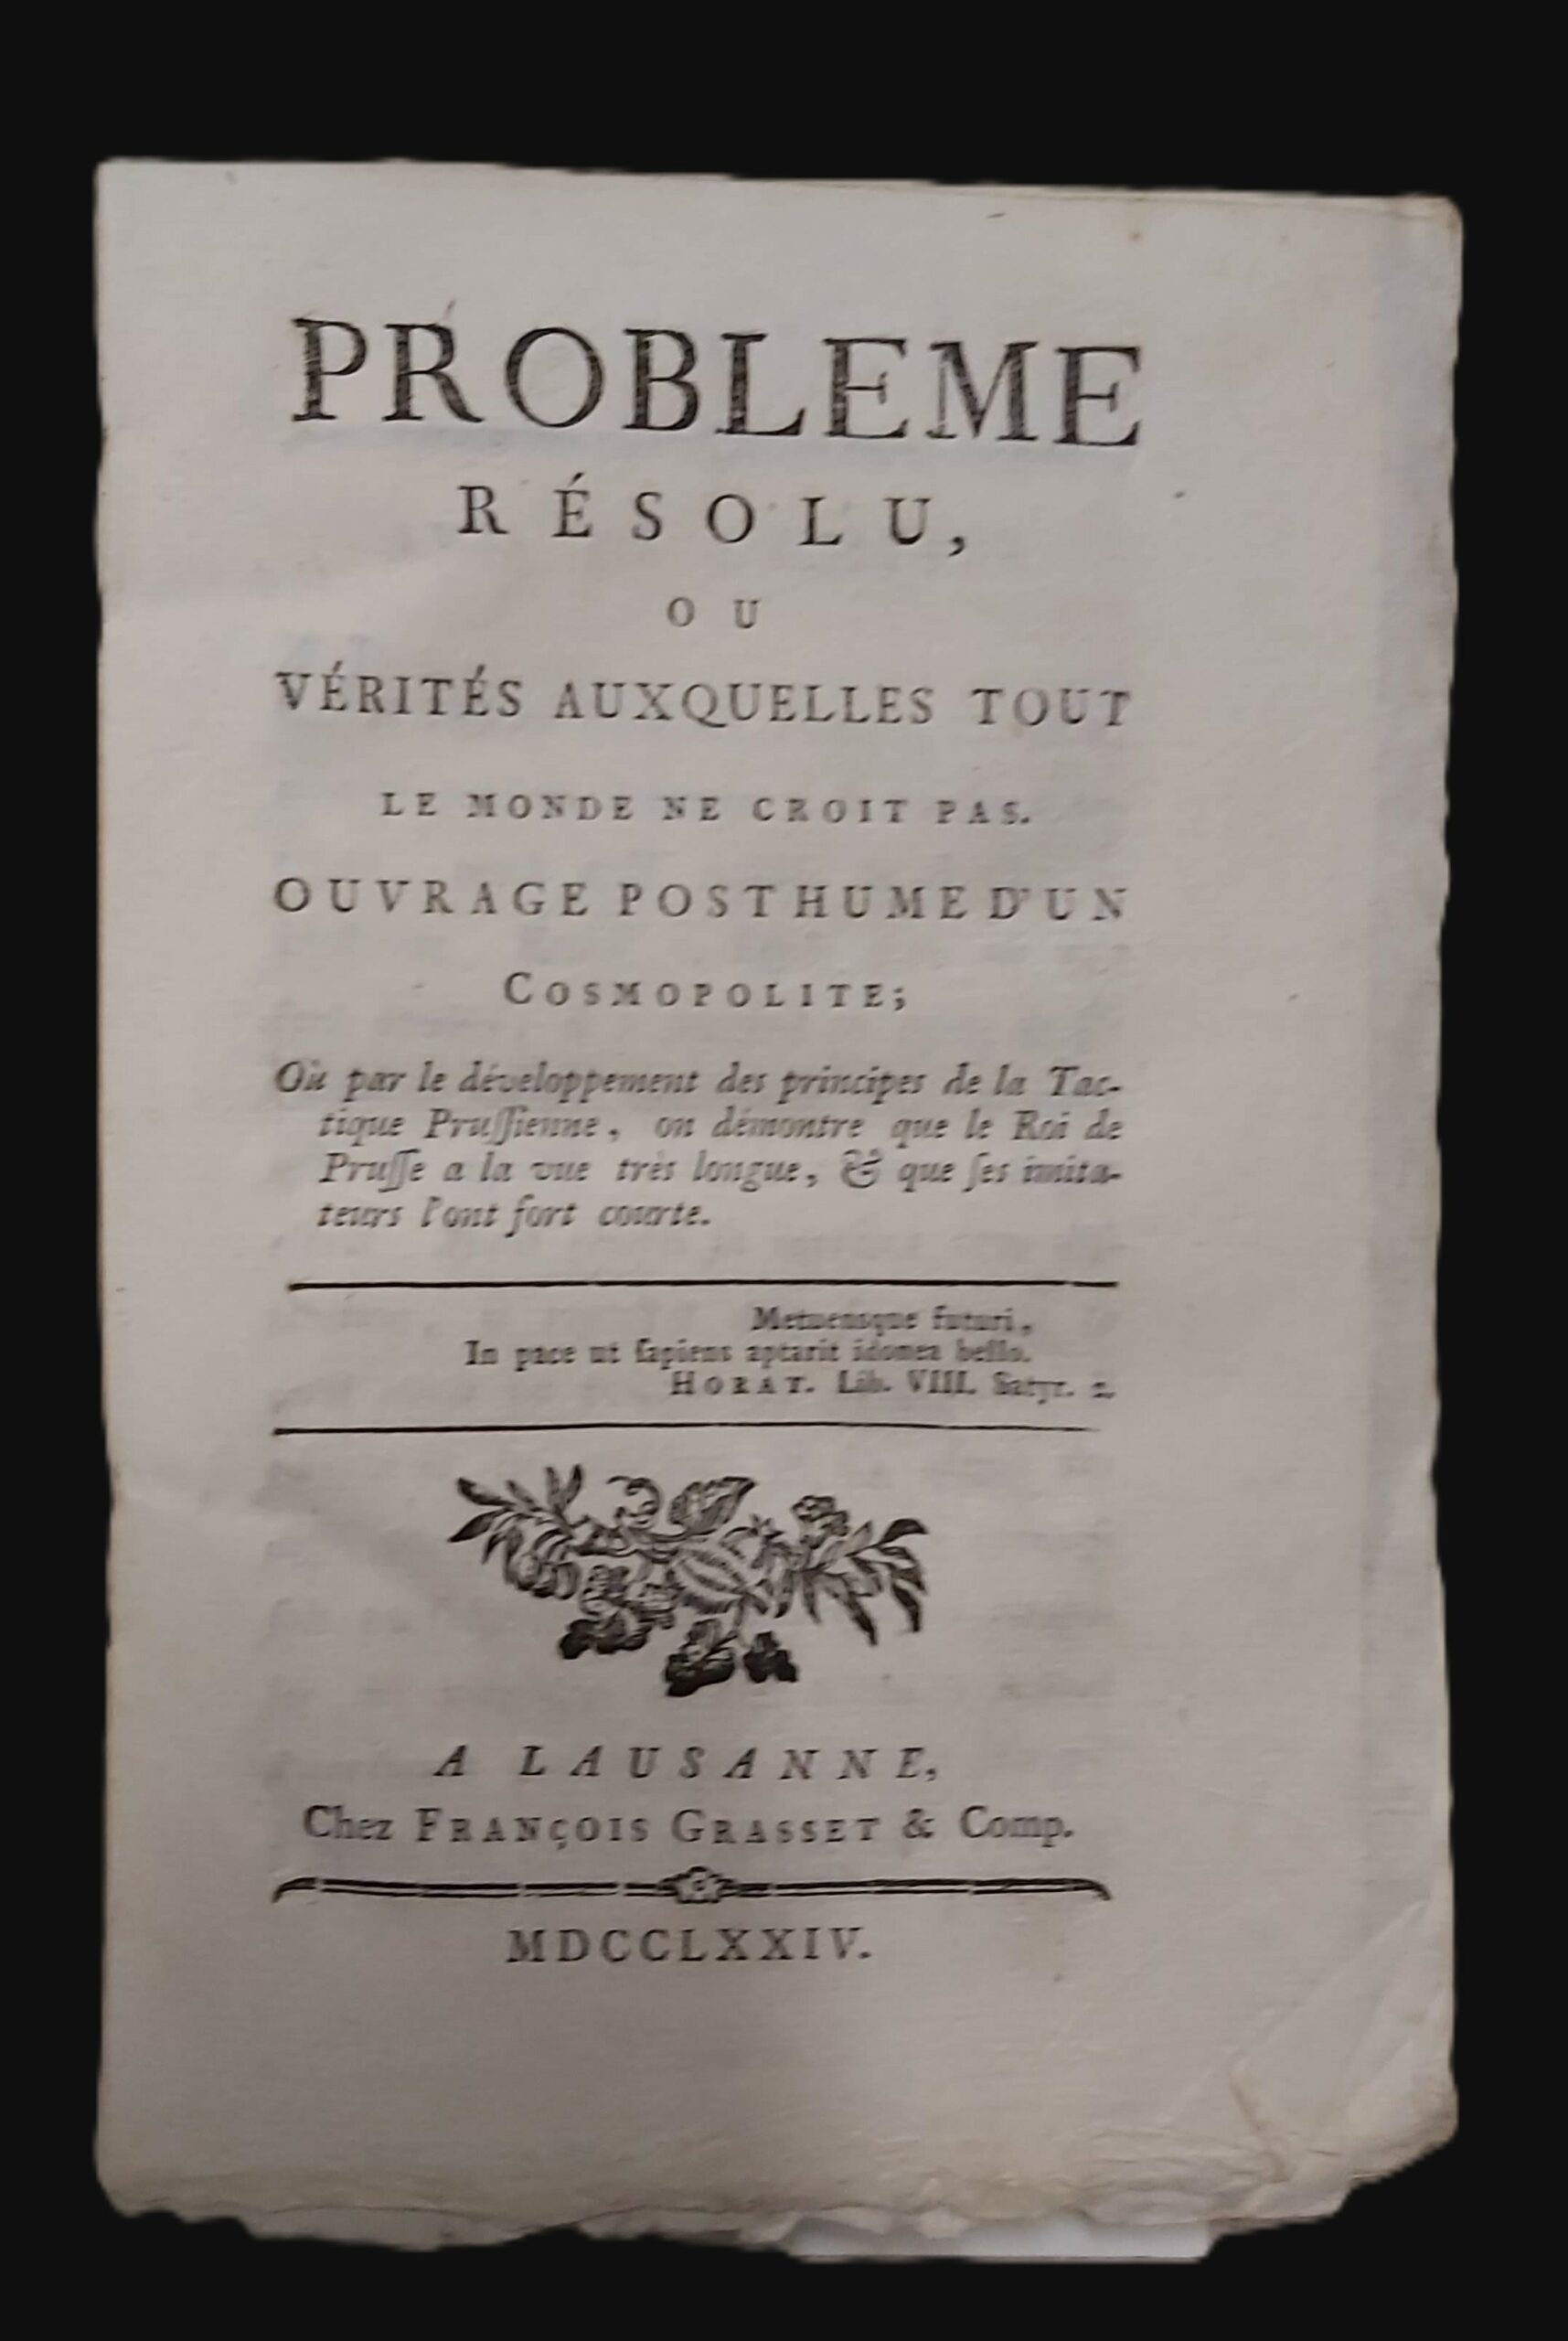 PROBLEME
RÉSOLU,
OU
VÉRITÉS AUXQUELLES TOUT
LE MONDE NE CROIT PAS.
OUVRAGE POSTHUME D'UN
COSMOPOLITE;
Où par le développement des principes de la Tac-
tique Pruſſienne, on démontre que le Roi de
Pruſſe a la vue très longue, & que ſes imita-
teurs l'ont fort courte.
Metuensque futuri,
In pace ut ſapiens aptarit idonea bello.
HORAT. Lib. VIII. Satyr. 2.
A LAUSANNE,
Chez FRANÇOIS GRASSET & Comp.
MDCCLXXIV.